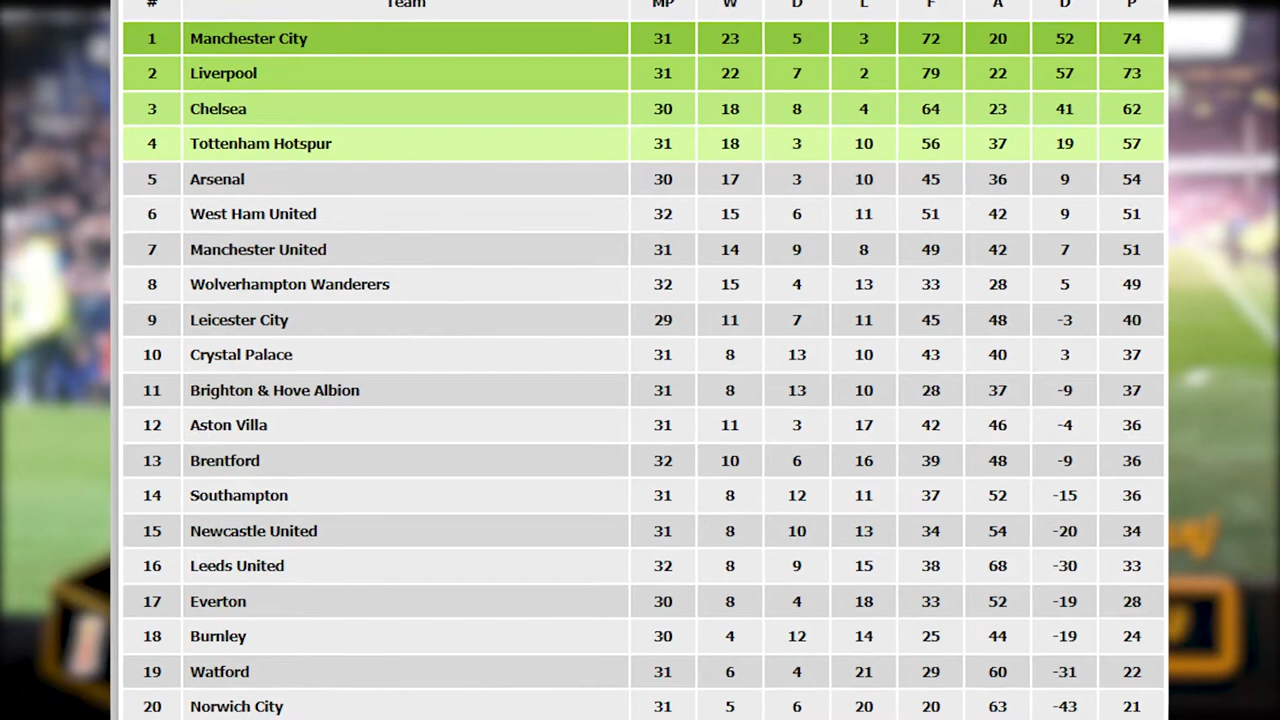 # Team MP W D L F A D P
1 Manchester City 31 23 5 3 72 20 52 74
2 Liverpool 31 22 7 2 79 22 57 73
3 Chelsea 30 18 8 4 64 23 41 62
4 Tottenham Hotspur 31 18 3 10 56 37 19 57
5 Arsenal 30 17 3 10 45 36 9 54
6 West Ham United 32 15 6 11 51 42 9 51
7 Manchester United 31 14 9 8 49 42 7 51
8 Wolverhampton Wanderers 32 15 4 13 33 28 5 49
9 Leicester City 29 11 7 11 45 48 -3 40
10 Crystal Palace 31 8 13 10 43 40 3 37
11 Brighton & Hove Albion 31 8 13 10 28 37 -9 37
12 Aston Villa 31 11 3 17 42 46 -4 36
13 Brentford 32 10 6 16 39 48 -9 36
14 Southampton 31 8 12 11 37 52 -15 36
15 Newcastle United 31 8 10 13 34 54 -20 34
16 Leeds United 32 8 9 15 38 68 -30 33
17 Everton 30 8 4 18 33 52 -19 28
18 Burnley 30 4 12 14 25 44 -19 24
19 Watford 31 6 4 21 29 60 -31 22
20 Norwich City 31 5 6 20 20 63 -43 21